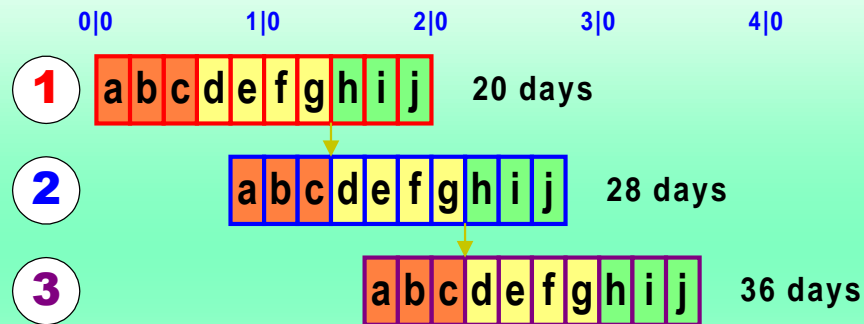 0|0 1|0 2|0 3|0 4|0
1 a b c d e f g h i j 20 days
2 a b c d e f g h i j 28 days
3 a b c d e f g h i j 36 days